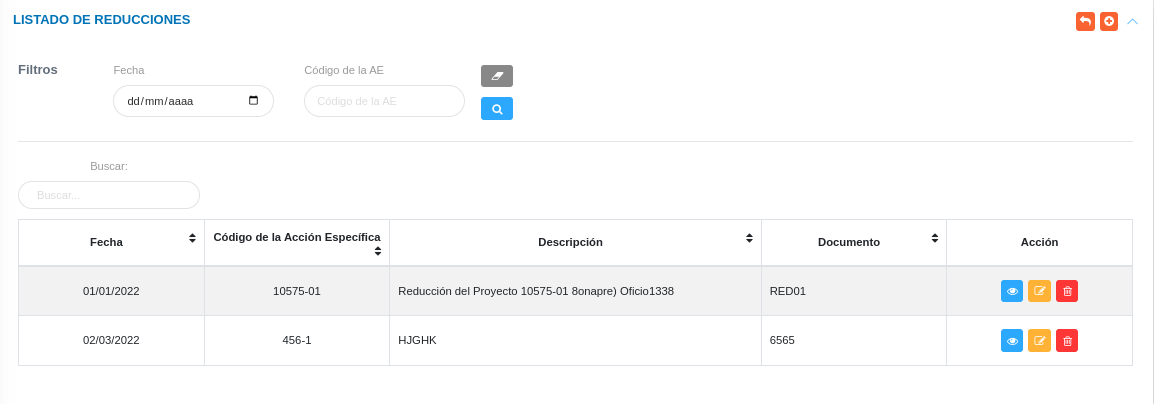 LISTADO DE REDUCCIONES
Filtros
Fecha
Código de la AE
dd/mm/aaaa
Código de la AE
Buscar:
Buscar...
Fecha
Código de la Acción Específica
Descripción
Documento
Acción
01/01/2022
10575-01
Reducción del Proyecto 10575-01 8onapre) Oficio1338
RED01
02/03/2022
456-1
HJGHK
6565